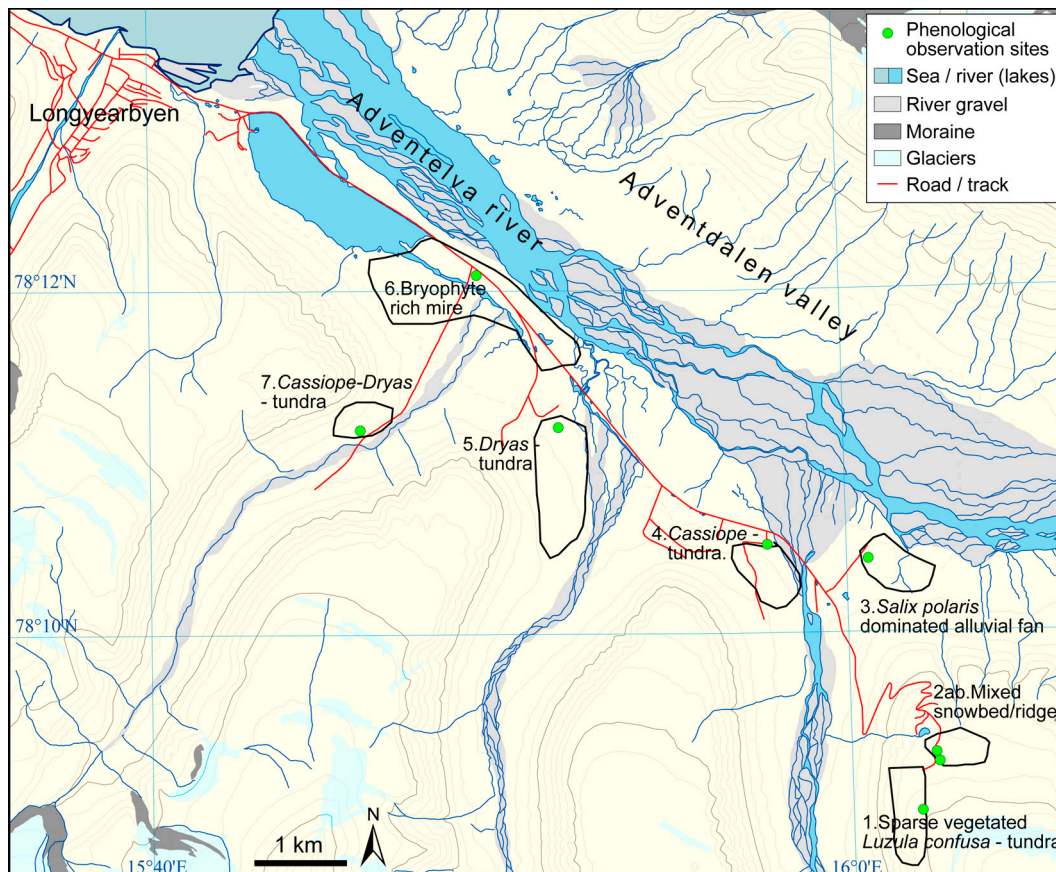 Phenological
observation sites
Sea / river (lakes)
River gravel
Moraine
Glaciers
Road / track
Longyearbyen
Adventelva river
Adventdalen valley
78°12'N
6.Bryophyte
rich mire
7.Cassiope-Dryas
- tundra
5.Dryas -
tundra
4.Cassiope -
tundra.
3.Salix polaris
dominated alluvial fan
78°10'N
2ab.Mixed
snowbed/ridge
1.Sparse vegetated
Luzula confusa - tundra
N
1 km
15°40'E
16°0'E